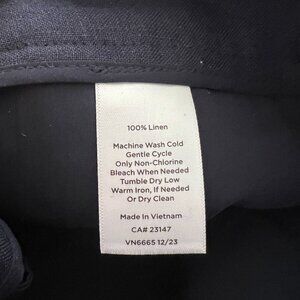 100% Linen
Machine Wash Cold
Gentle Cycle
Only Non-Chlorine
Bleach When Needed
Tumble Dry Low
Warm Iron, If Needed
Or Dry Clean
Made In Vietnam
CA# 23147
VN6665 12/23